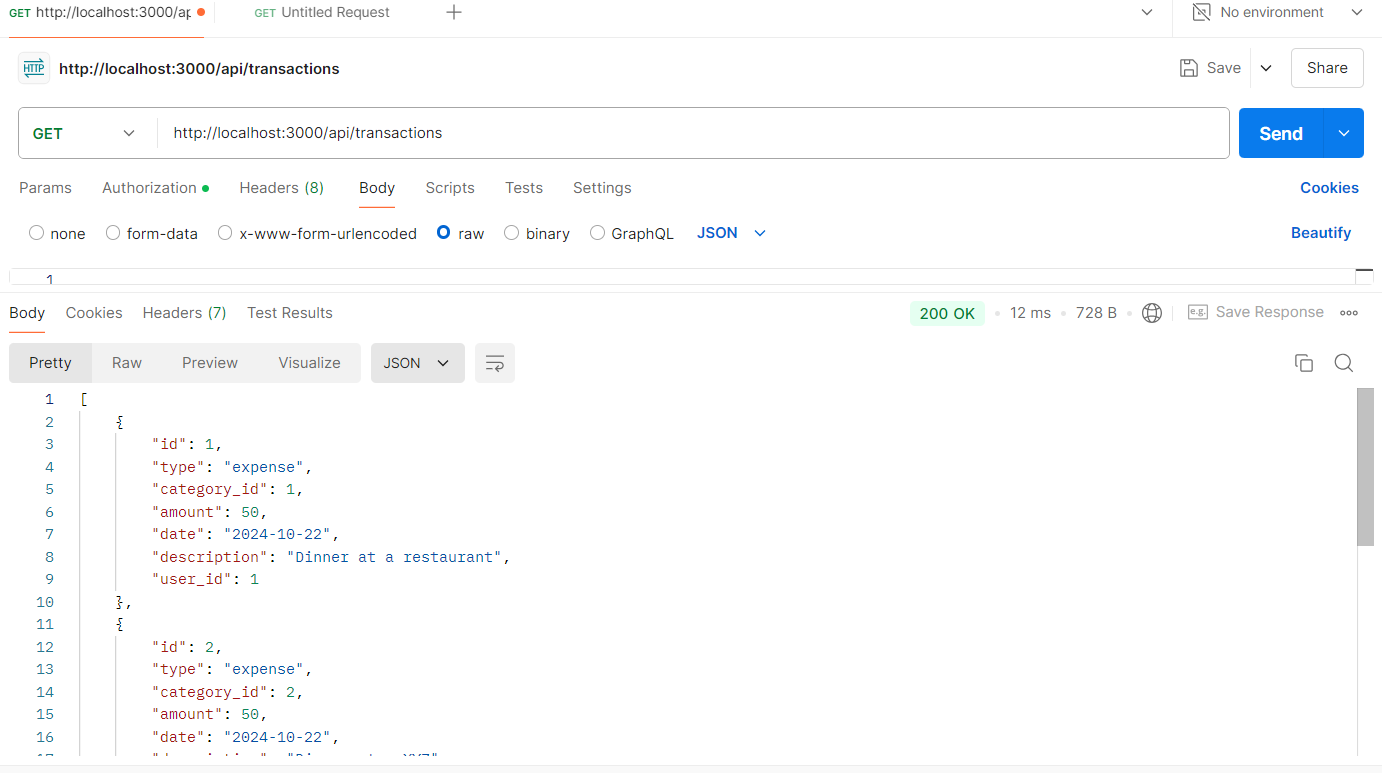 GET http://localhost:3000/ap GET Untitled Request No environment
HTTP http://localhost:3000/api/transactions Save Share
GET http://localhost:3000/api/transactions Send
Params Authorization Headers (8) Body Scripts Tests Settings Cookies
none form-data x-www-form-urlencoded raw binary GraphQL JSON Beautify
1
Body Cookies Headers (7) Test Results 200 OK 12 ms 728 B e.g. Save Response
Pretty Raw Preview Visualize JSON
1 [
2 {
3 "id": 1,
4 "type": "expense",
5 "category_id": 1,
6 "amount": 50,
7 "date": "2024-10-22",
8 "description": "Dinner at a restaurant",
9 "user_id": 1
10 },
11 {
12 "id": 2,
13 "type": "expense",
14 "category_id": 2,
15 "amount": 50,
16 "date": "2024-10-22",